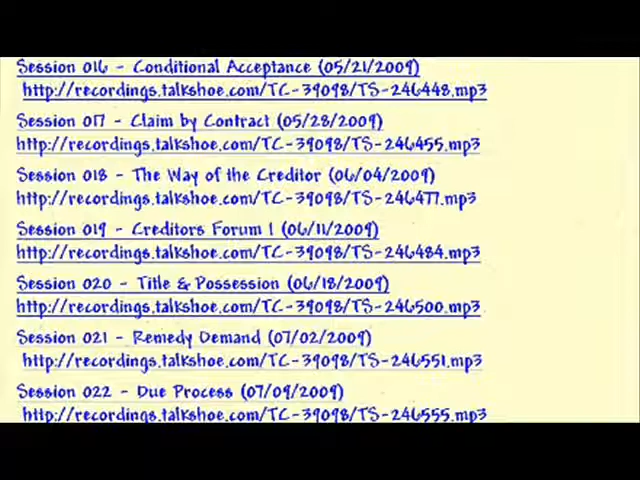 Session 016 - Conditional Acceptance (05/21/2009)
http://recordings.talkshoe.com/TC-39098/TS-246448.mp3
Session 017 - Claim by Contract (05/28/2009)
http://recordings.talkshoe.com/TC-39098/TS-246455.mp3
Session 018 - The Way of the Creditor (06/04/2009)
http://recordings.talkshoe.com/TC-39098/TS-246477.mp3
Session 019 - Creditors Forum 1 (06/11/2009)
http://recordings.talkshoe.com/TC-39098/TS-246484.mp3
Session 020 - Title & Possession (06/18/2009)
http://recordings.talkshoe.com/TC-39098/TS-246500.mp3
Session 021 - Remedy Demand (07/02/2009)
http://recordings.talkshoe.com/TC-39098/TS-246551.mp3
Session 022 - Due Process (07/09/2009)
http://recordings.talkshoe.com/TC-39098/TS-246555.mp3